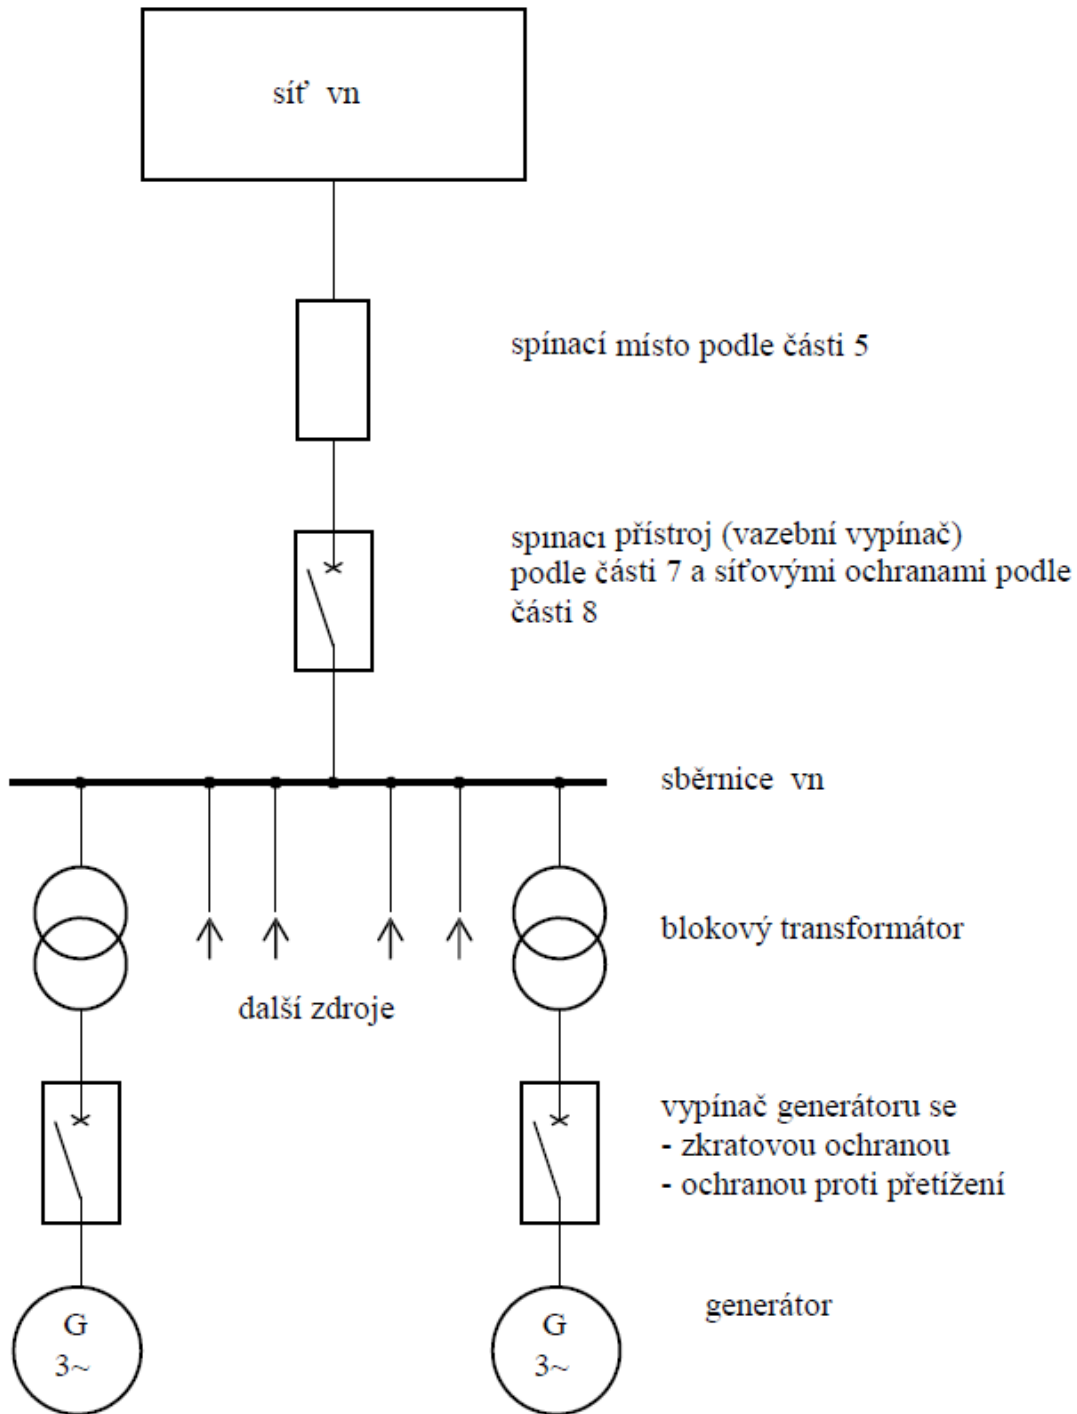 síť vn
spínací místo podle části 5
spınacı přístroj (vazební vypínač)
podle části 7 a síťovými ochranami podle
části 8
sběrnice vn
blokový transformátor
další zdroje
vypínač generátoru se
- zkratovou ochranou
- ochranou proti přetížení
generátor
G
3~
G
3~